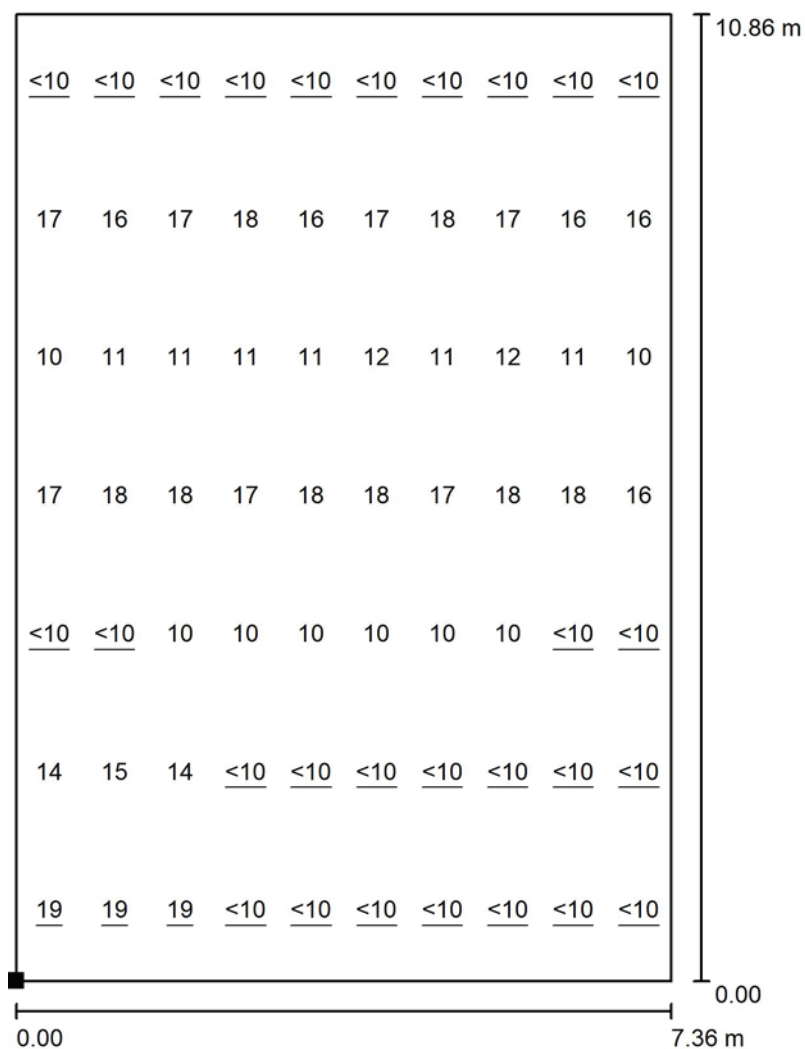 10.86 m
<10 <10 <10 <10 <10 <10 <10 <10 <10 <10
17 16 17 18 16 17 18 17 16 16
10 11 11 11 11 12 11 12 11 10
17 18 18 17 18 18 17 18 18 16
<10 <10 10 10 10 10 10 10 <10 <10
14 15 14 <10 <10 <10 <10 <10 <10 <10
19 19 19 <10 <10 <10 <10 <10 <10 <10
0.00
0.00 7.36 m